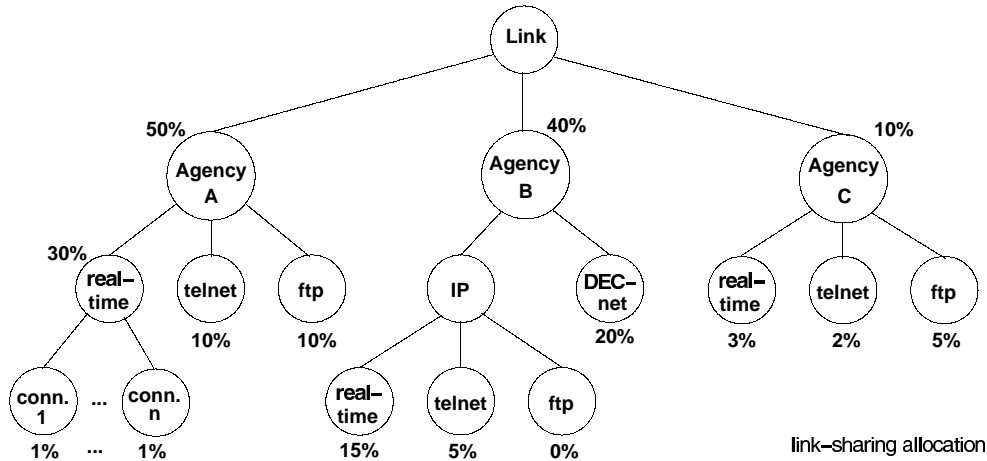 Link
50%
40%
10%
Agency
A
Agency
B
Agency
C
30%
real–
time
telnet
ftp
IP
DEC–
net
real–
time
telnet
ftp
10%
10%
20%
3%
2%
5%
conn.
1
...
conn.
n
real–
time
telnet
ftp
1%
...
1%
15%
5%
0%
link–sharing allocation